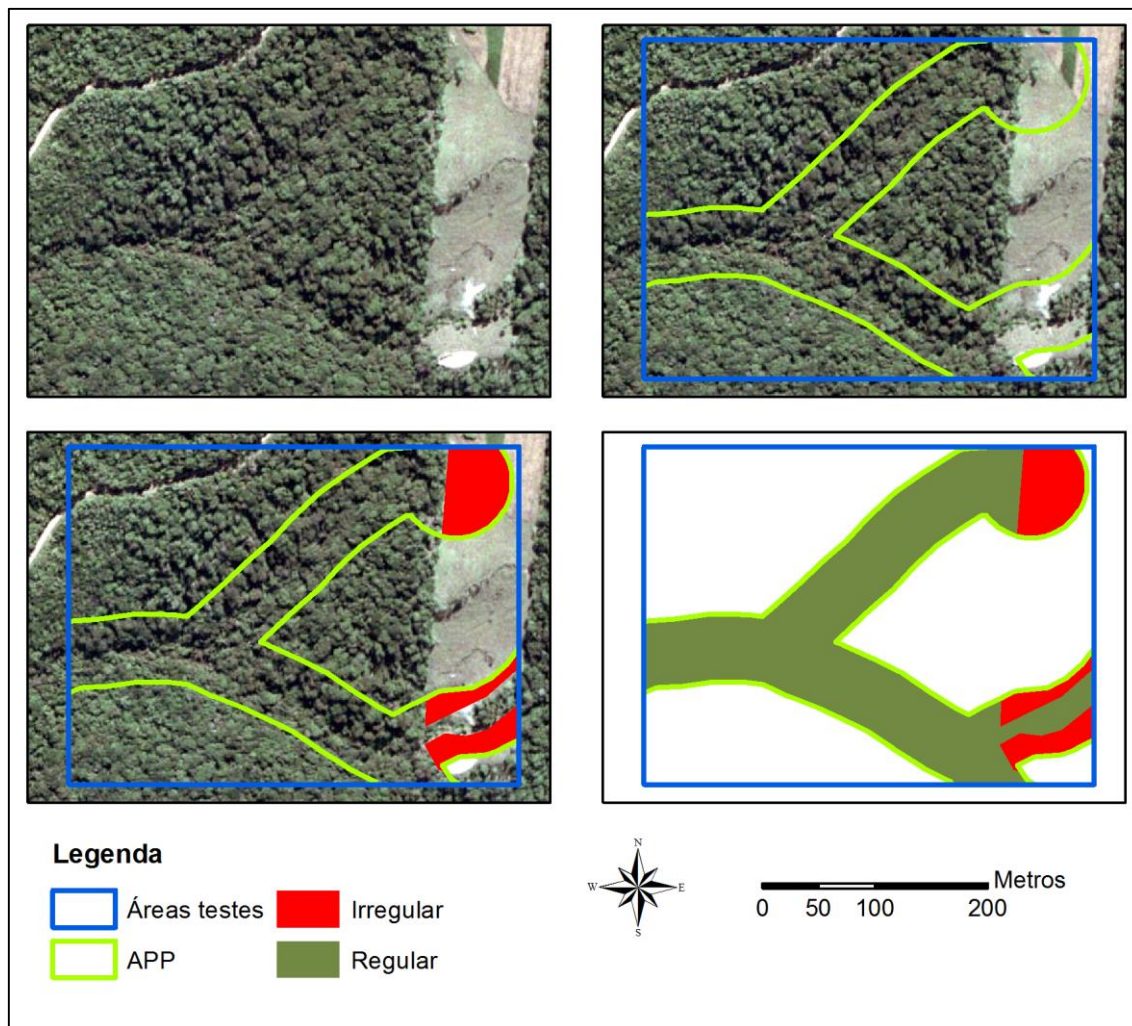 Legenda
Áreas testes
Irregular
APP
Regular
N
W
E
S
Metros
0 50 100 200